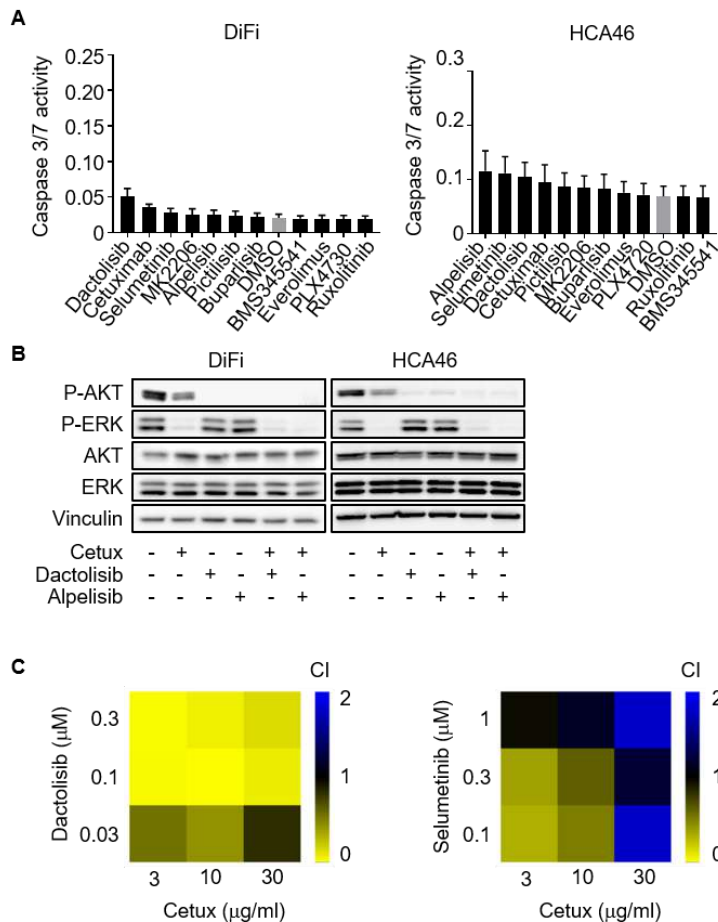 A
DiFi
HCA46
Caspase 3/7 activity
0.25
0.20
0.15
0.10
0.05
0
Dactolisib
Cetuximab
Selumetinib
MK2206
Alpelisib
Pictilisib
Buparlisib
DMSO
BMS345541
Everolimus
PLX4730
Ruxolitinib
Caspase 3/7 activity
0.3
0.2
0.1
0
Alpelisib
Selumetinib
Dactolisib
Cetuximab
Pictilisib
MK2206
Buparlisib
Everolimus
PLX4720
DMSO
Ruxolitinib
BMS345541
B
DiFi HCA46
P-AKT
P-ERK
AKT
ERK
Vinculin
Cetux - + - - + + - + - - + +
Dactolisib - - + - + - - - + - + -
Alpelisib - - - + - + - - - + - +
C
CI
2
1
0
Dactolisib (µM)
0.3
0.1
0.03
3 10 30
Cetux (µg/ml)
CI
2
1
0
Selumetinib (µM)
1
0.3
0.1
3 10 30
Cetux (µg/ml)